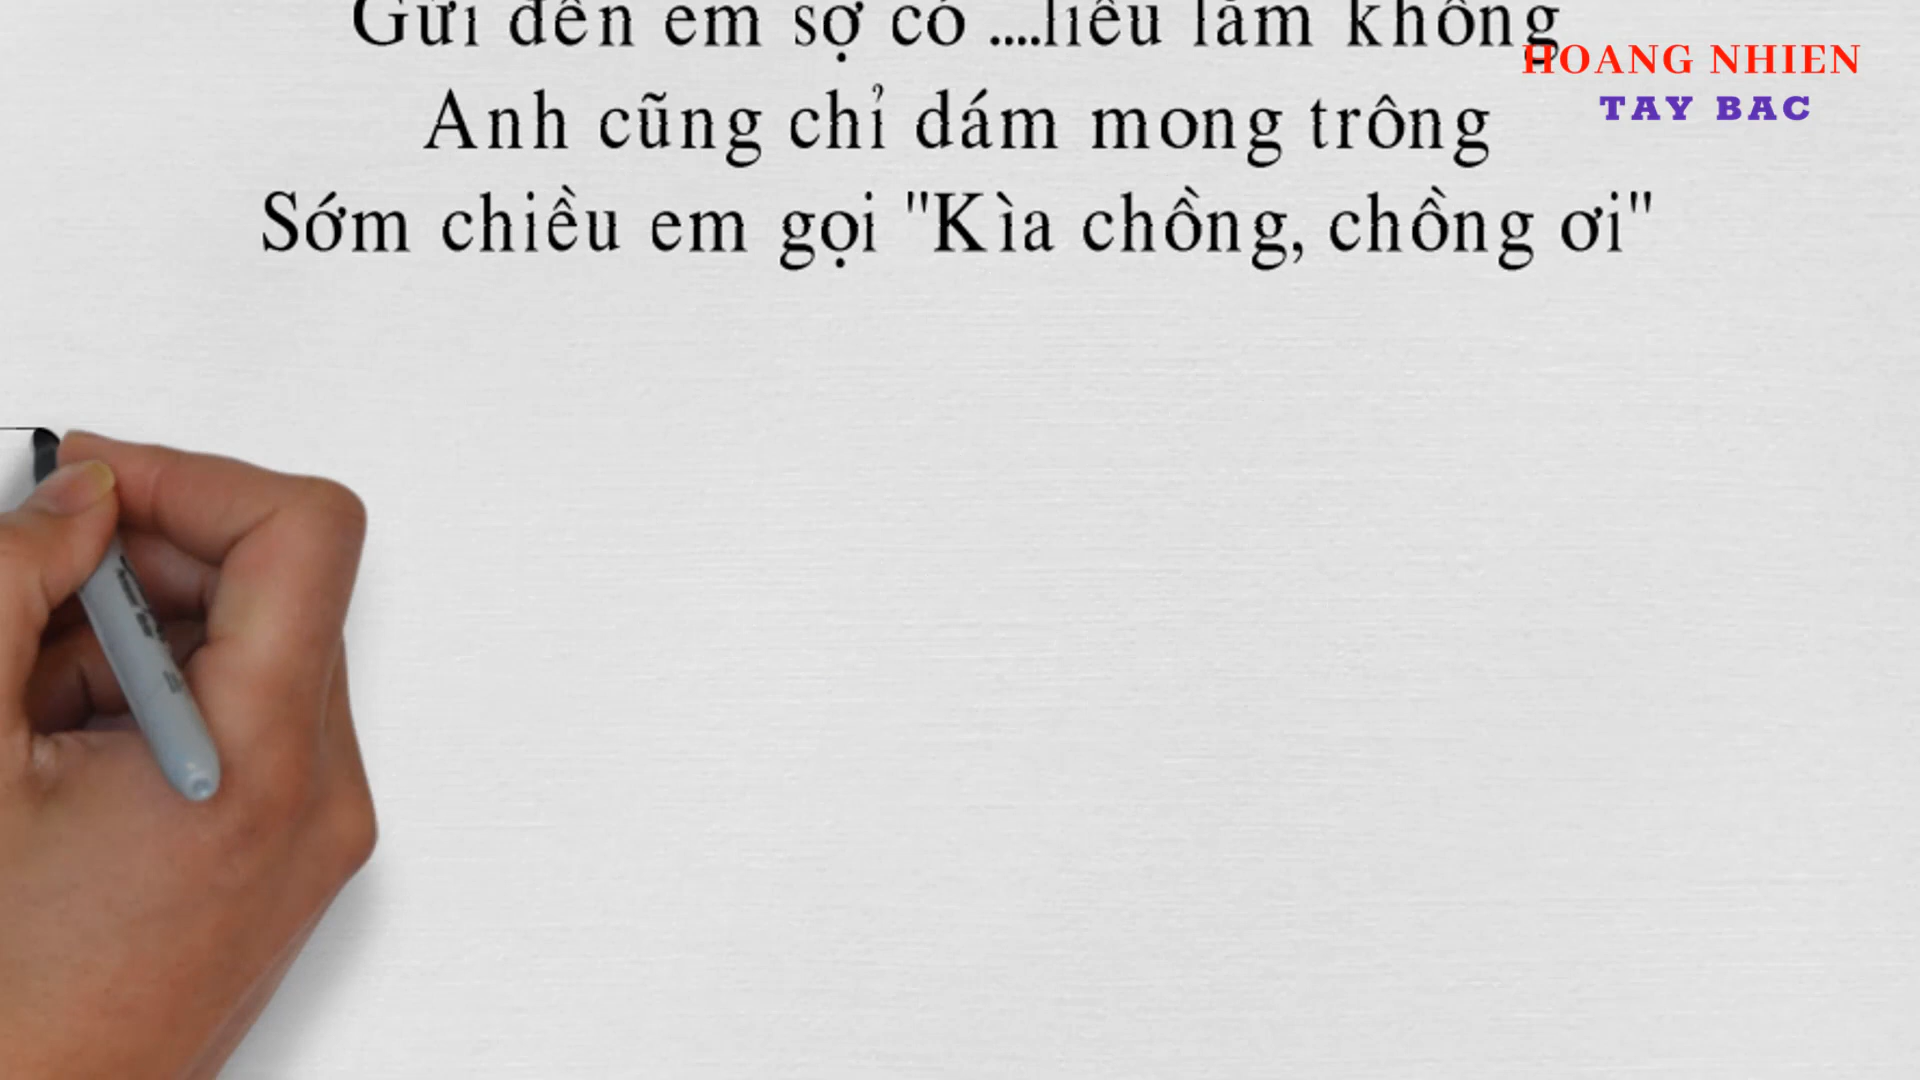 Gửi đến em sợ có ....liều lắm không
HOANG NHIEN
Anh cũng chỉ dám mong trông
TAY BAC
Sớm chiều em gọi "Kìa chồng, chồng ơi"